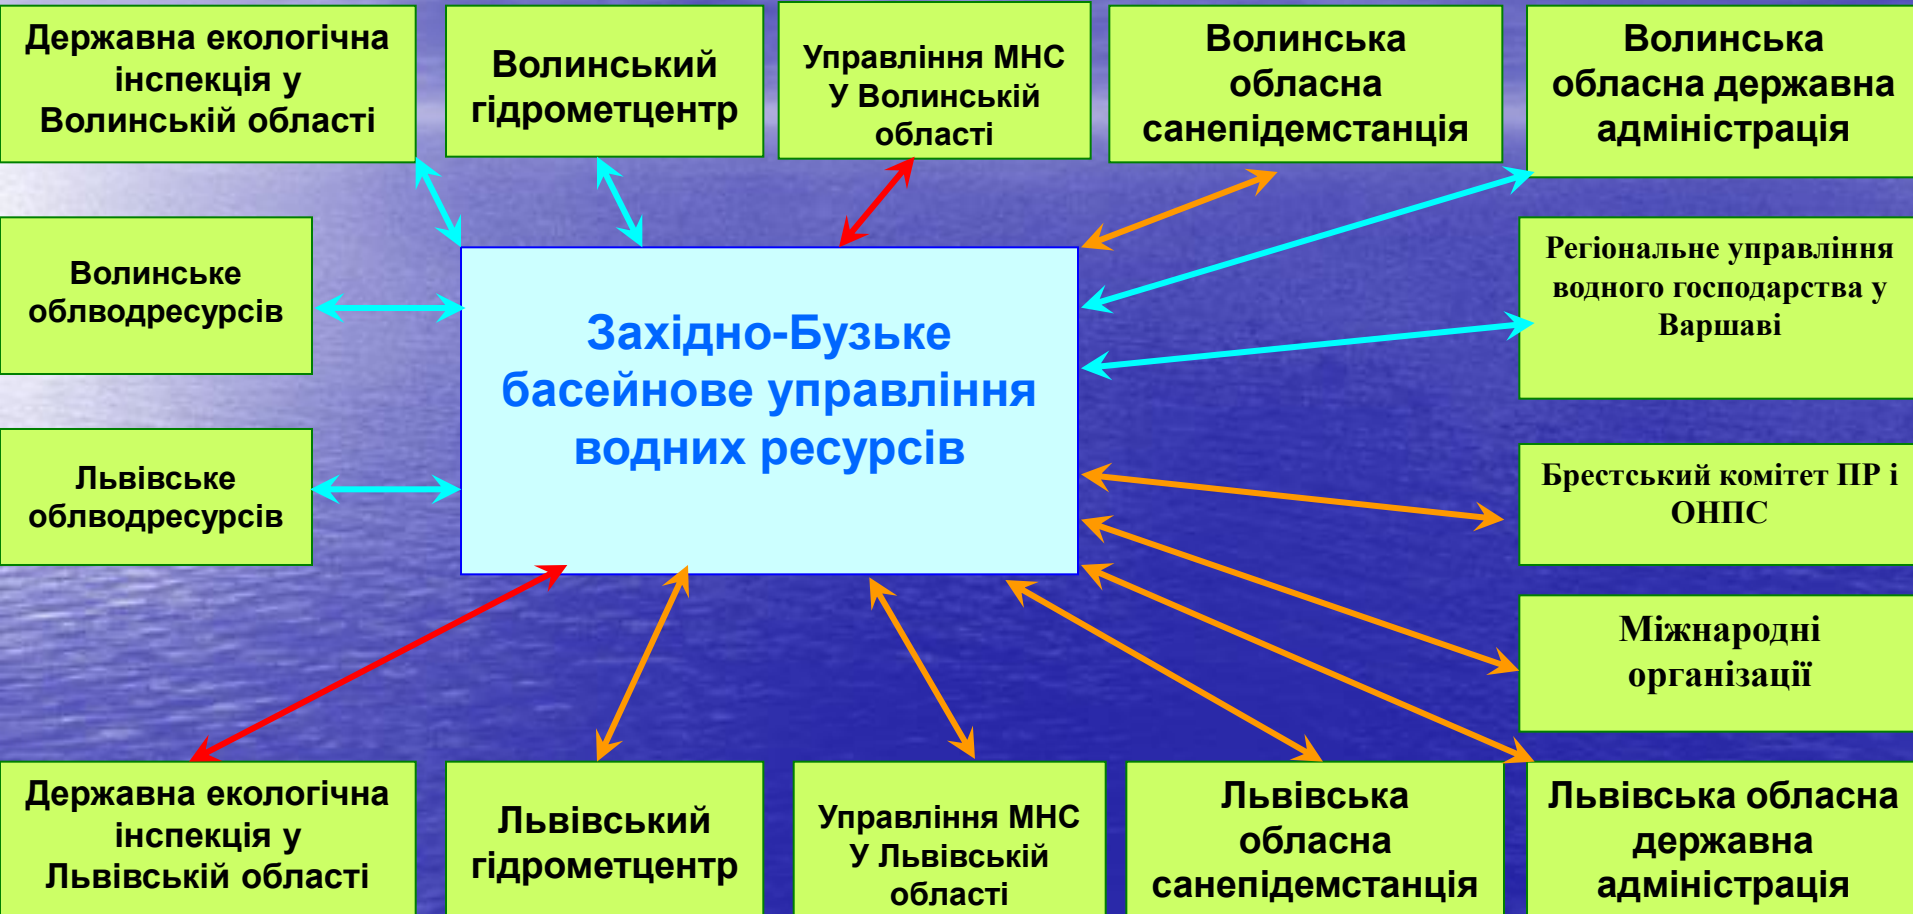 Державна екологічна
інспекція у
Волинській області
Волинський
гідрометцентр
Управління МНС
У Волинській
області
Волинська
обласна
санепідемстанція
Волинська
обласна державна
адміністрація
Волинське
облводресурсів
Західно-Бузьке
басейнове управління
водних ресурсів
Регіональне управління
водного господарства у
Варшаві
Львівське
облводресурсів
Брестський комітет ПР і
ОНПС
Міжнародні
організації
Державна екологічна
інспекція у
Львівській області
Львівський
гідрометцентр
Управління МНС
У Львівській
області
Львівська
обласна
санепідемстанція
Львівська обласна
державна
адміністрація